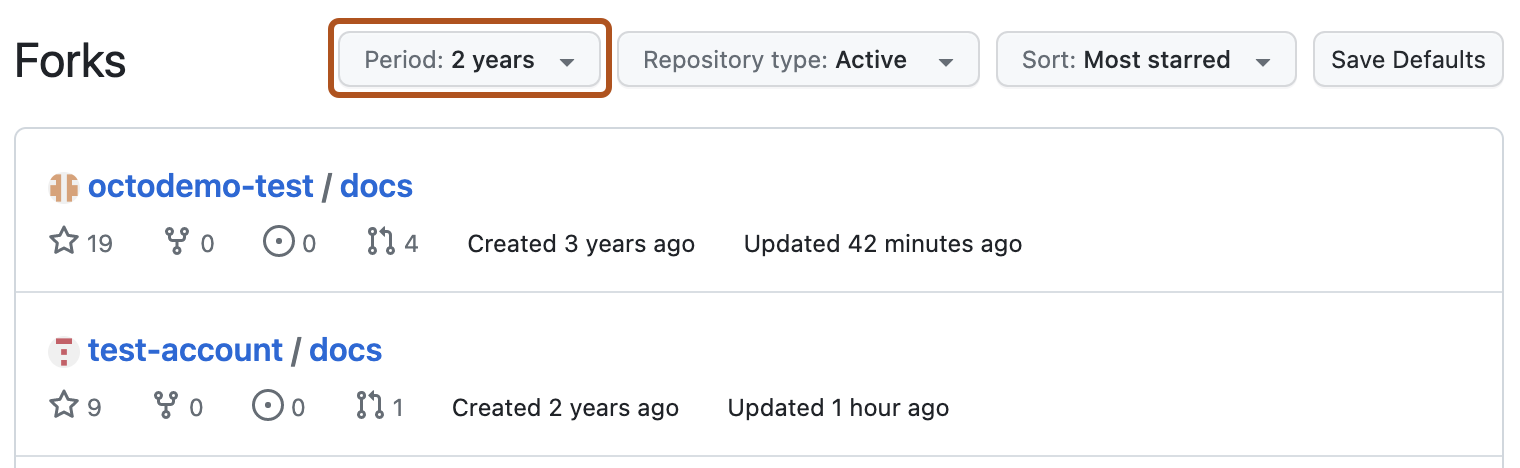 Forks Period: 2 years Repository type: Active Sort: Most starred Save Defaults
octodemo-test / docs
19 0 0 4 Created 3 years ago Updated 42 minutes ago
test-account / docs
9 0 0 1 Created 2 years ago Updated 1 hour ago